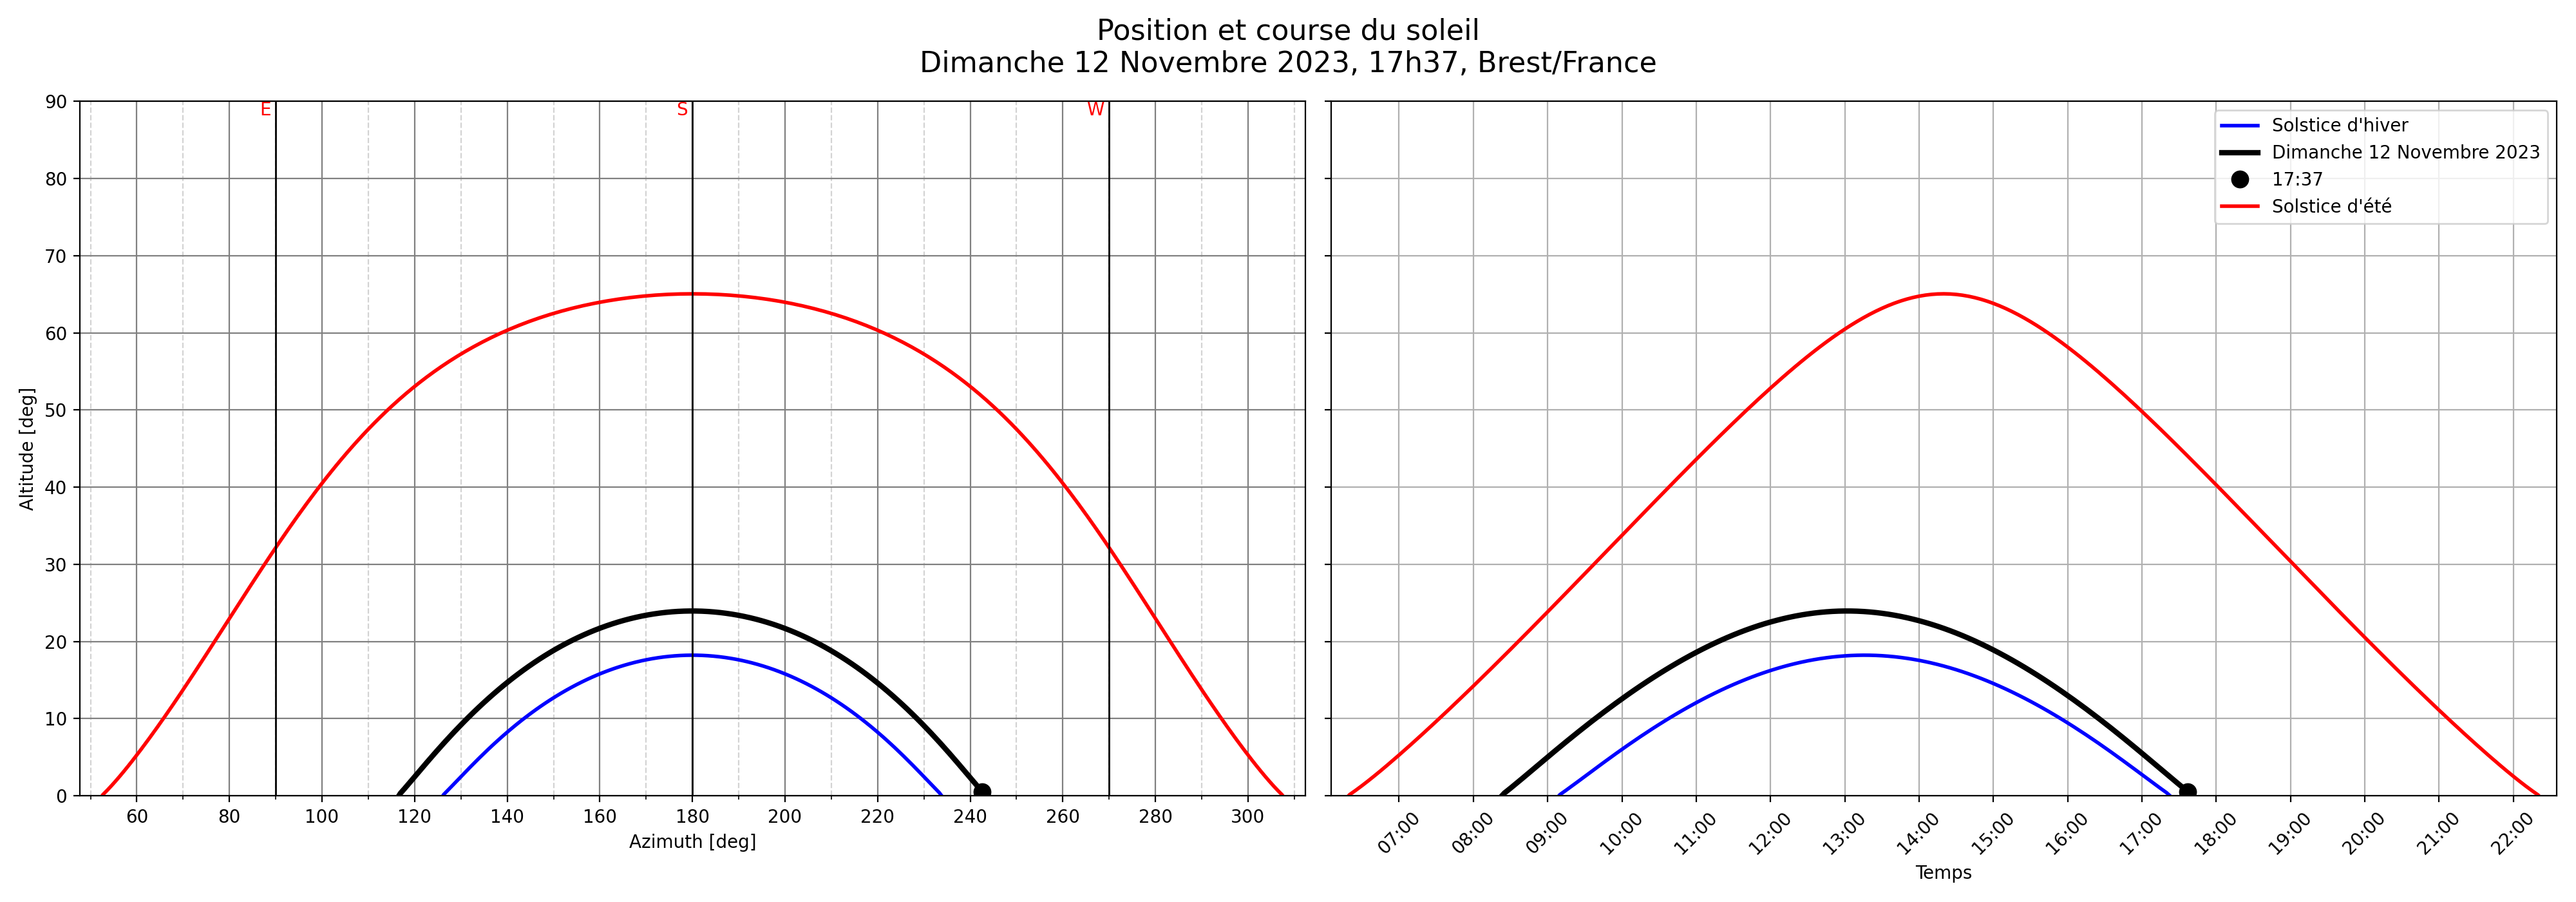 Position et course du soleil
Dimanche 12 Novembre 2023, 17h37, Brest/France
90
80
70
60
50
40
30
20
10
0
Altitude [deg]
E
S
W
60 80 100 120 140 160 180 200 220 240 260 280 300
Azimuth [deg]
Solstice d'hiver
Dimanche 12 Novembre 2023
17:37
Solstice d'été
07:00 08:00 09:00 10:00 11:00 12:00 13:00 14:00 15:00 16:00 17:00 18:00 19:00 20:00 21:00 22:00
Temps